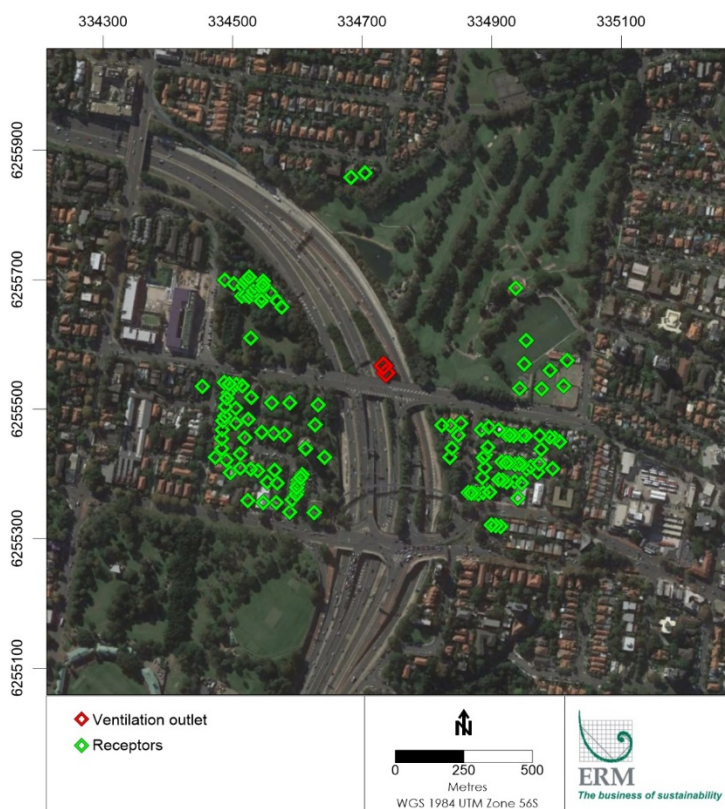 334300 334500 334700 334900 335100
6255900
6255700
6255500
6255300
6255100
Ventilation outlet
Receptors
N
0 250 500
Metres
WGS 1984 UTM Zone 56S
ERM
The business of sustainability